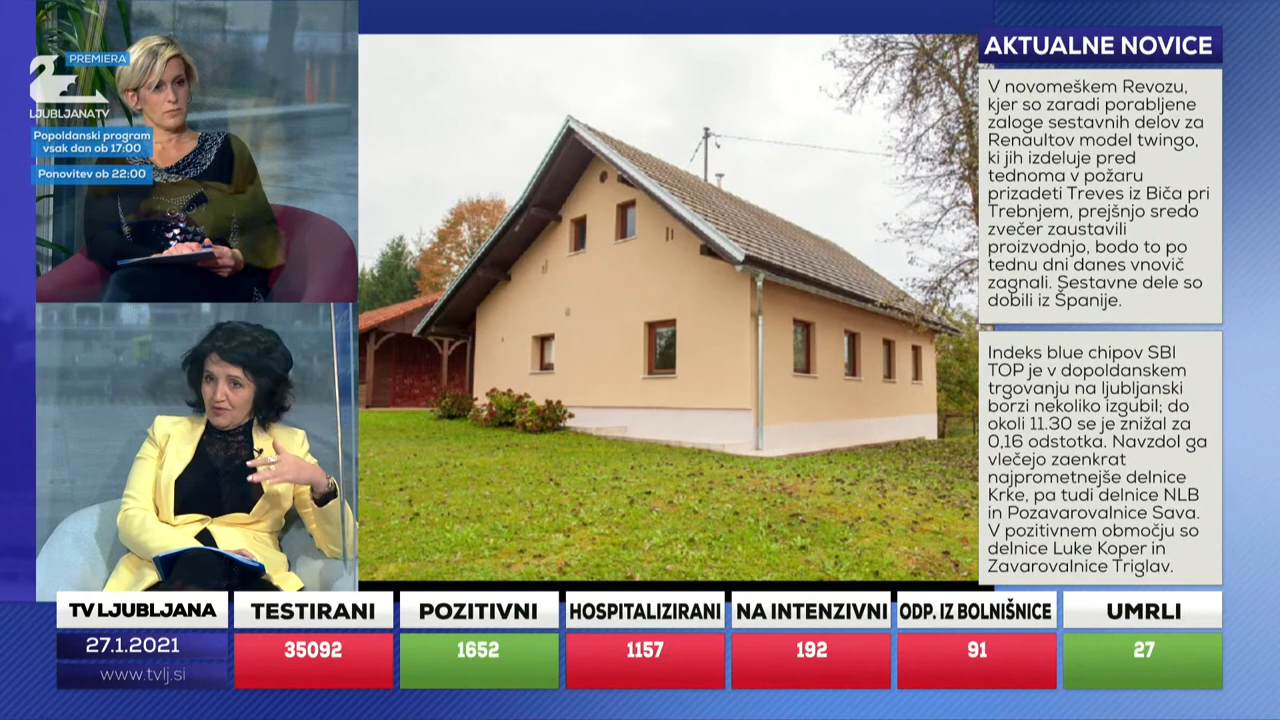 PREMIERA
LJUBLJANATV
Popoldanski program
vsak dan ob 17:00
Ponovitev ob 22:00
AKTUALNE NOVICE
V novomeškem Revozu,
kjer so zaradi porabljene
zaloge sestavnih delov za
Renaultov model twingo,
ki jih izdeluje pred
tednoma v požaru
prizadeti Treves iz Biča pri
Trebnjem, prejšnjo sredo
zvečer zaustavili
proizvodnjo, bodo to po
tednu dni danes vnovič
zagnali. Sestavne dele so
dobili iz Španije.
Indeks blue chipov SBI
TOP je v dopoldanskem
trgovanju na ljubljanski
borzi nekoliko izgubil; do
okoli 11.30 se je znižal za
0,16 odstotka. Navzdol ga
vlečejo zaenkrat
najprometnejše delnice
Krke, pa tudi delnice NLB
in Pozavarovalnice Sava.
V pozitivnem območju so
delnice Luke Koper in
Zavarovalnice Triglav.
TV LJUBLJANA
27.1.2021
www.tvlj.si
TESTIRANI
35092
POZITIVNI
1652
HOSPITALIZIRANI
1157
NA INTENZIVNI
192
ODP. IZ BOLNIŠNICE
91
UMRLI
27